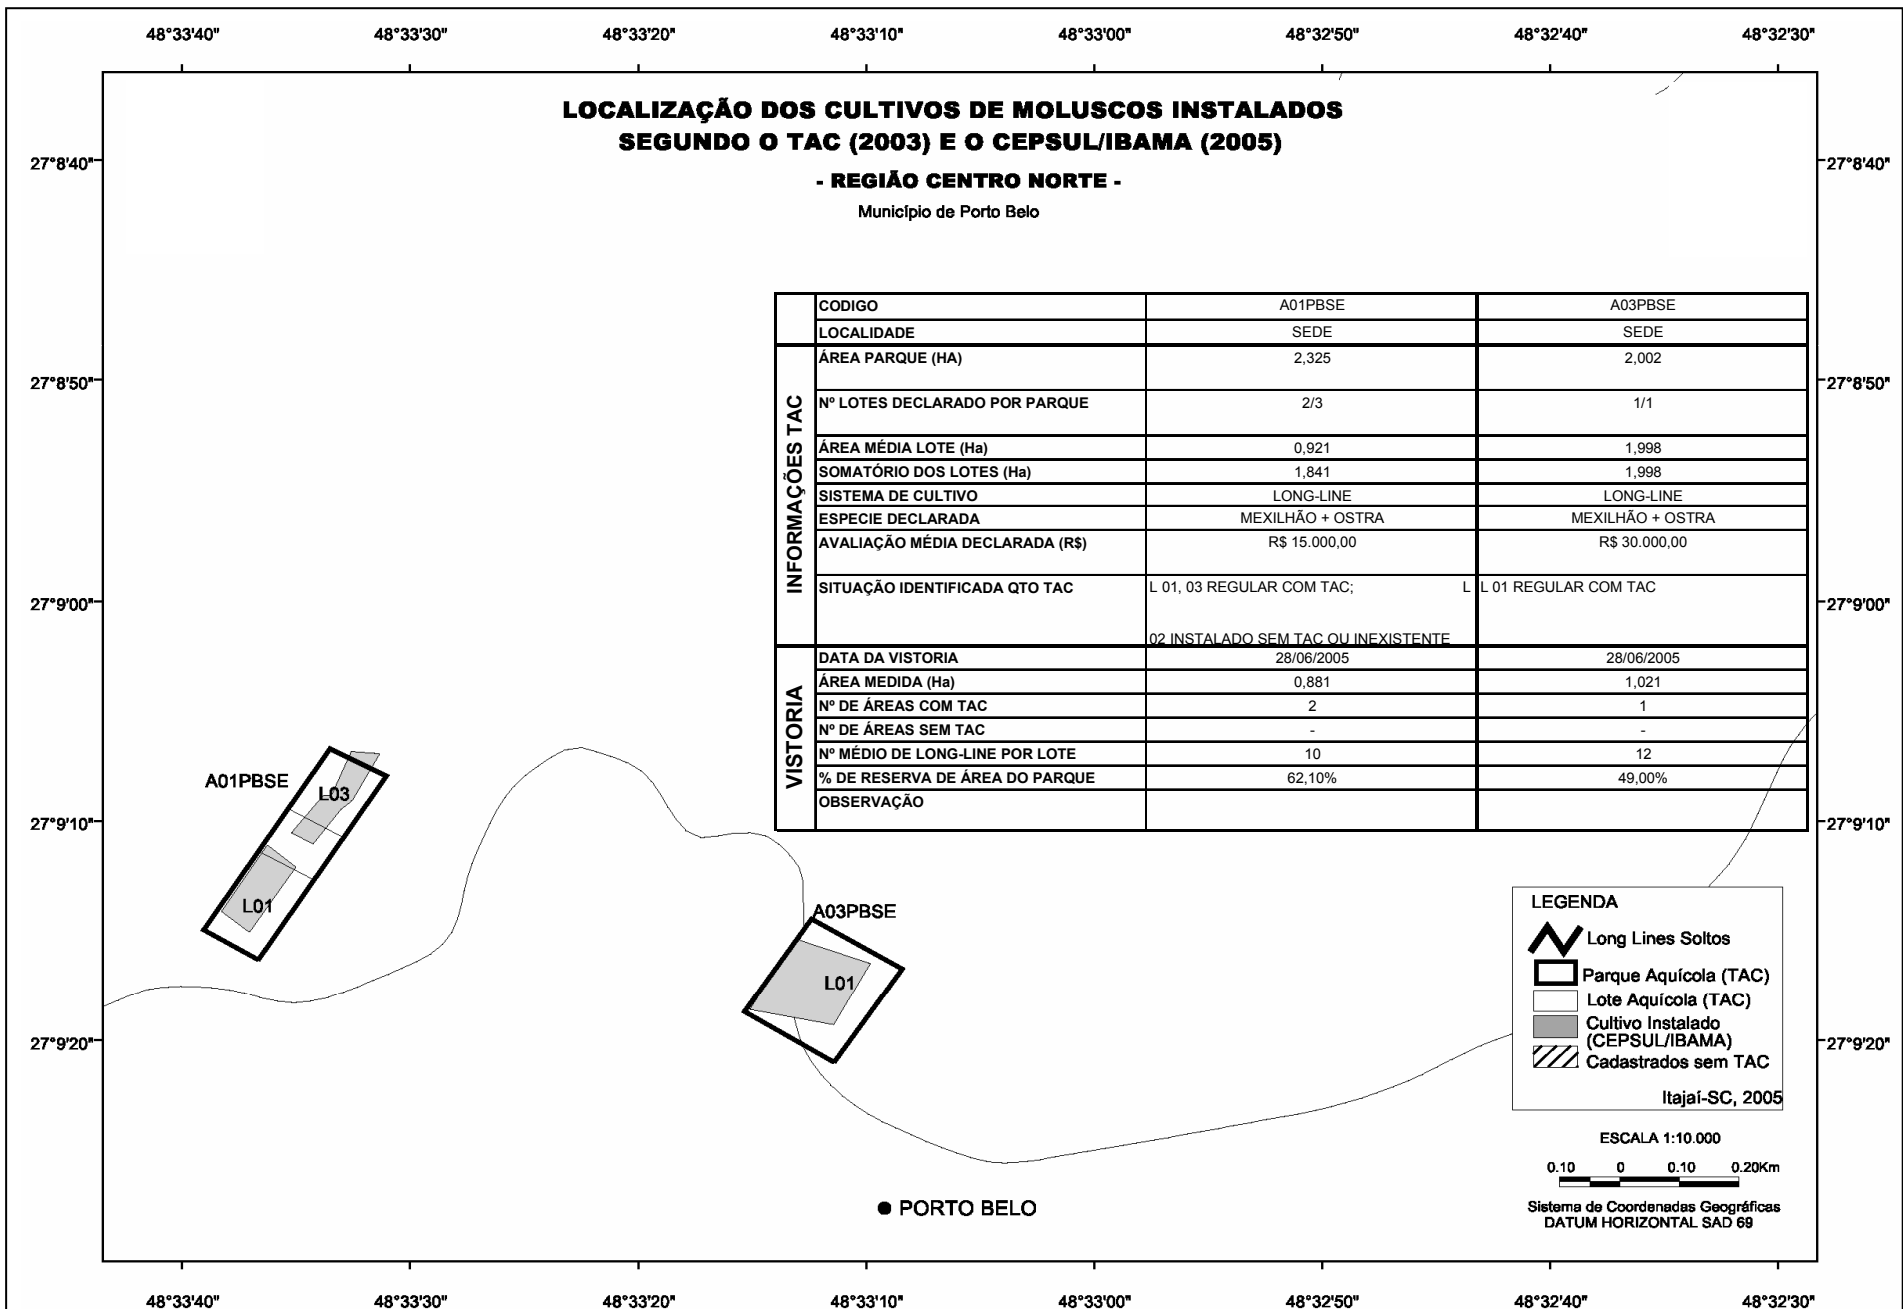 48°33'40" 48°33'30" 48°33'20" 48°33'10" 48°33'00" 48°32'50" 48°32'40" 48°32'30"
LOCALIZAÇÃO DOS CULTIVOS DE MOLUSCOS INSTALADOS
SEGUNDO O TAC (2003) E O CEPSUL/IBAMA (2005)
- REGIÃO CENTRO NORTE -
Município de Porto Belo
27°8'40" 27°8'40"
27°8'50" 27°8'50"
27°9'00" 27°9'00"
27°9'10" 27°9'10"
27°9'20" 27°9'20"
CODIGO A01PBSE A03PBSE
LOCALIDADE SEDE SEDE
INFORMAÇÕES TAC
ÁREA PARQUE (HA) 2,325 2,002
Nº LOTES DECLARADO POR PARQUE 2/3 1/1
ÁREA MÉDIA LOTE (Ha) 0,921 1,998
SOMATÓRIO DOS LOTES (Ha) 1,841 1,998
SISTEMA DE CULTIVO LONG-LINE LONG-LINE
ESPECIE DECLARADA MEXILHÃO + OSTRA MEXILHÃO + OSTRA
AVALIAÇÃO MÉDIA DECLARADA (R$) R$ 15.000,00 R$ 30.000,00
SITUAÇÃO IDENTIFICADA QTO TAC L 01, 03 REGULAR COM TAC; L L 01 REGULAR COM TAC
02 INSTALADO SEM TAC OU INEXISTENTE
VISTORIA
DATA DA VISTORIA 28/06/2005 28/06/2005
ÁREA MEDIDA (Ha) 0,881 1,021
Nº DE ÁREAS COM TAC 2 1
Nº DE ÁREAS SEM TAC - -
Nº MÉDIO DE LONG-LINE POR LOTE 10 12
% DE RESERVA DE ÁREA DO PARQUE 62,10% 49,00%
OBSERVAÇÃO
A01PBSE
L03
L01
A03PBSE
L01
PORTO BELO
LEGENDA
Long Lines Soltos
Parque Aquícola (TAC)
Lote Aquícola (TAC)
Cultivo Instalado
(CEPSUL/IBAMA)
Cadastrados sem TAC
Itajaí-SC, 2005
ESCALA 1:10.000
0.10 0 0.10 0.20Km
Sistema de Coordenadas Geográficas
DATUM HORIZONTAL SAD 69
48°33'40" 48°33'30" 48°33'20" 48°33'10" 48°33'00" 48°32'50" 48°32'40" 48°32'30"